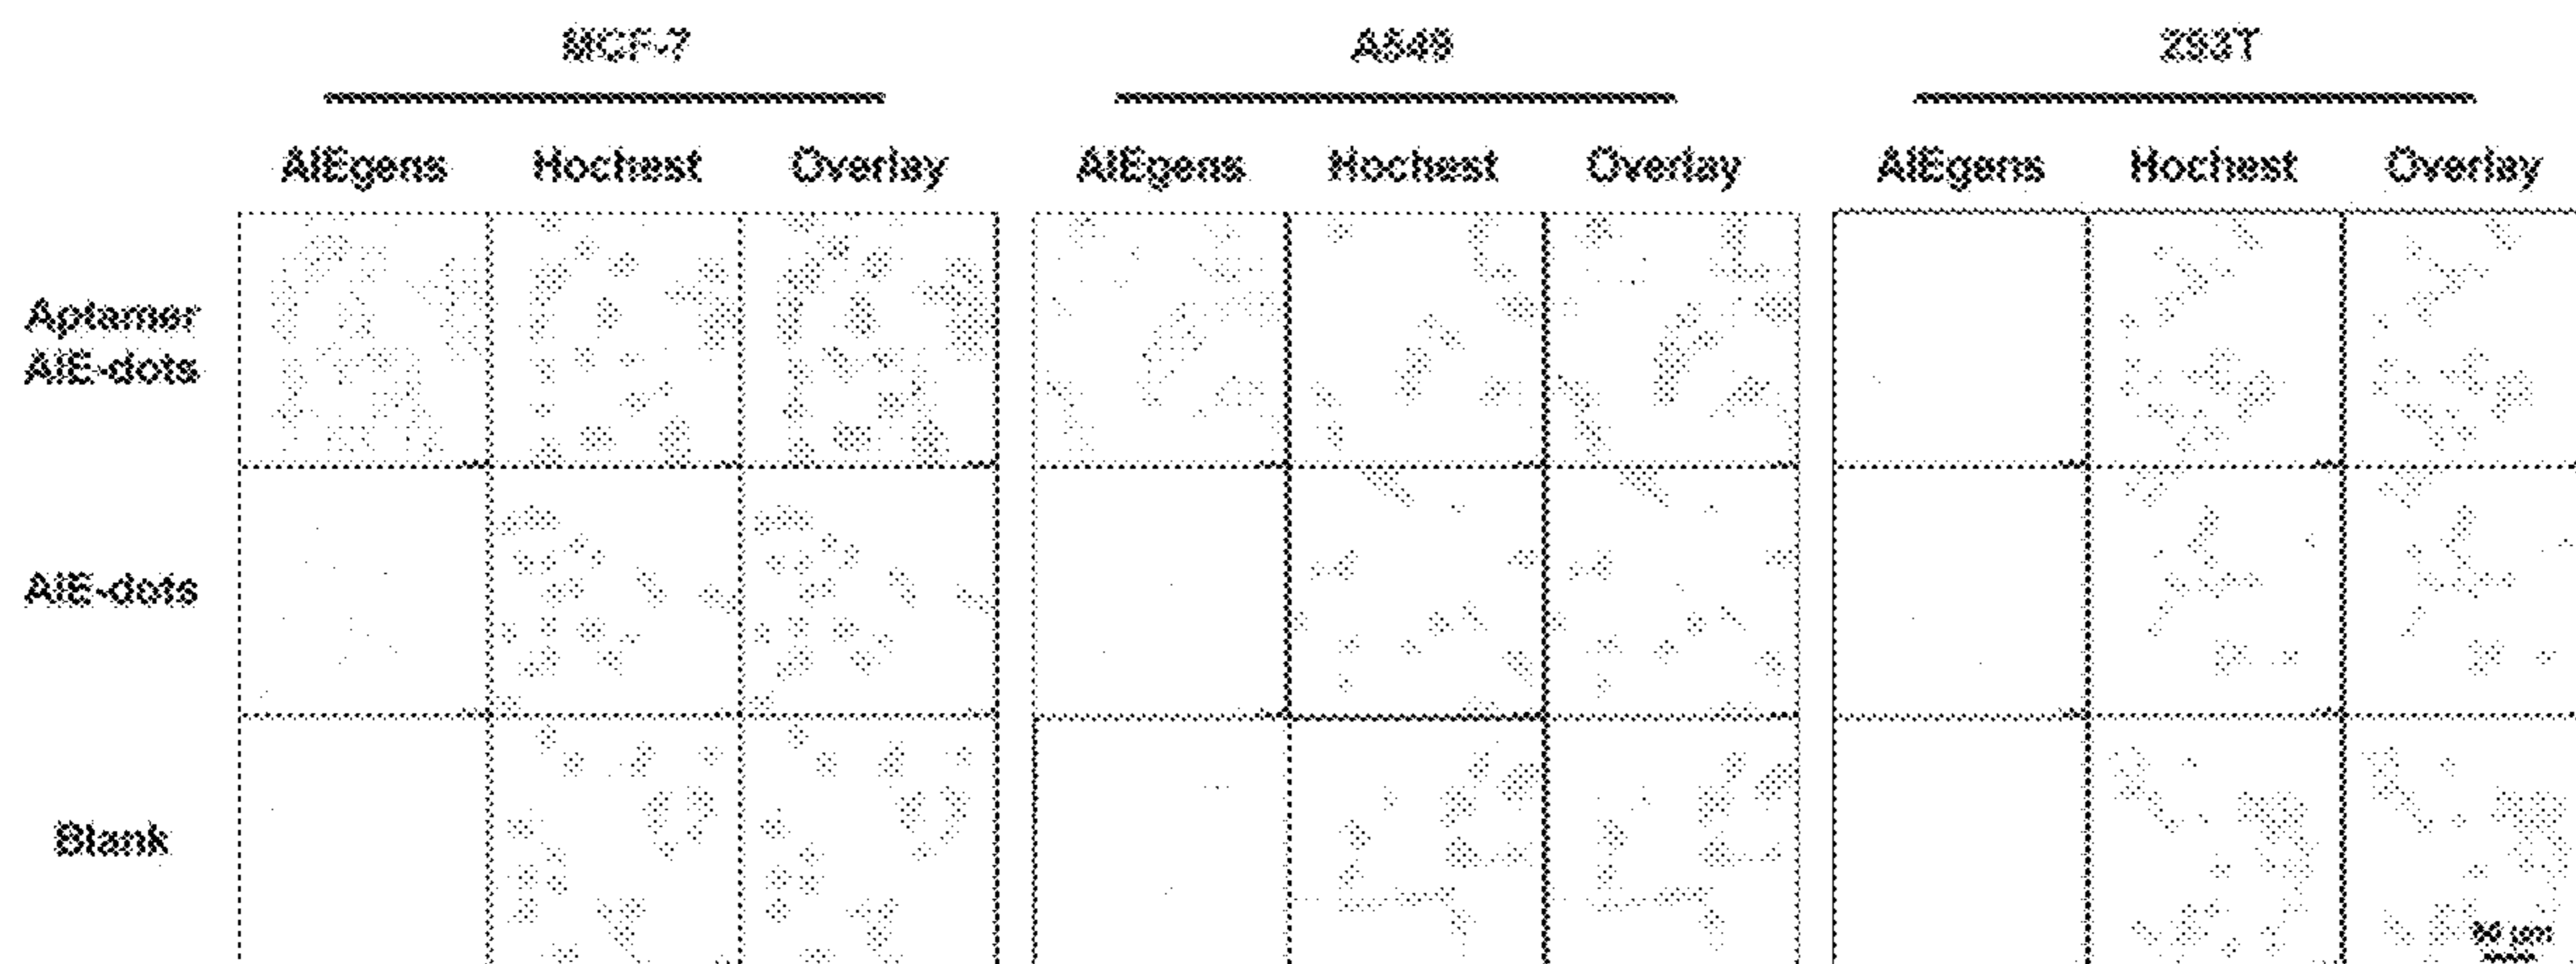 MCF-7 A549 293T
AIEgens Hochest Overlay AIEgens Hochest Overlay AIEgens Hochest Overlay
Aptamer
AIE-dots
AIE-dots
Blank
μm